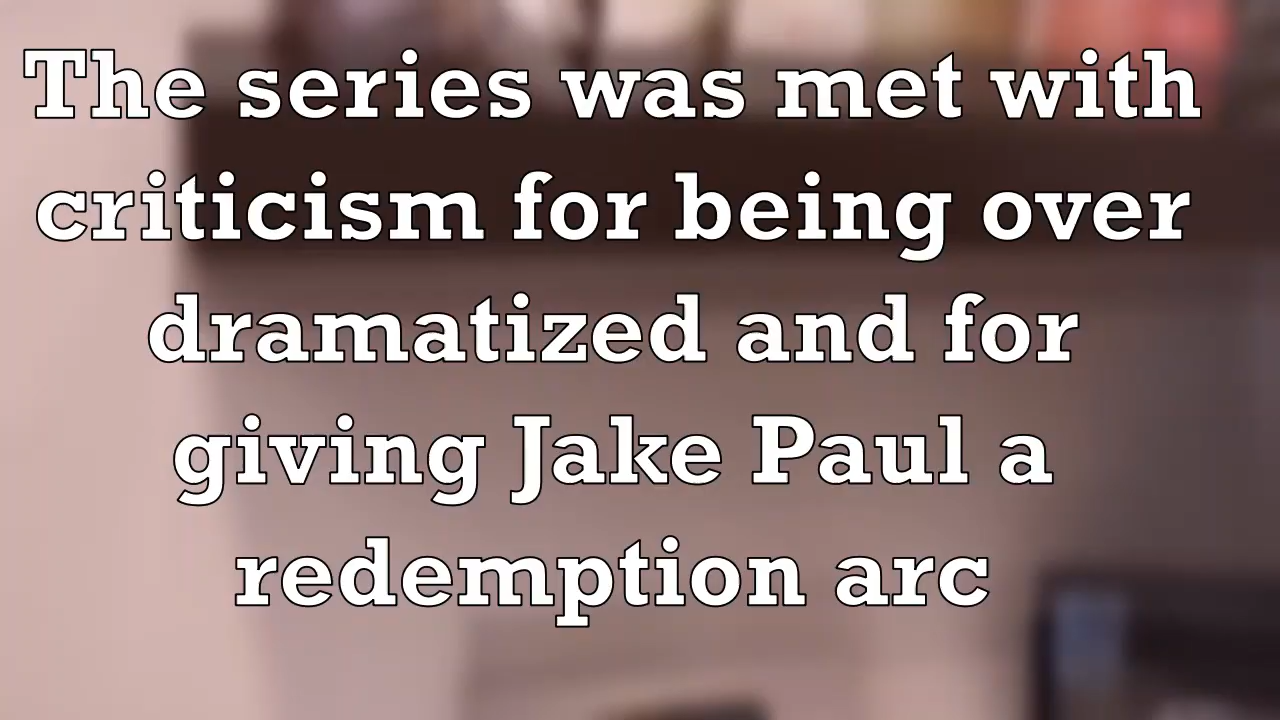 The series was met with
criticism for being over
dramatized and for
giving Jake Paul a
redemption arc